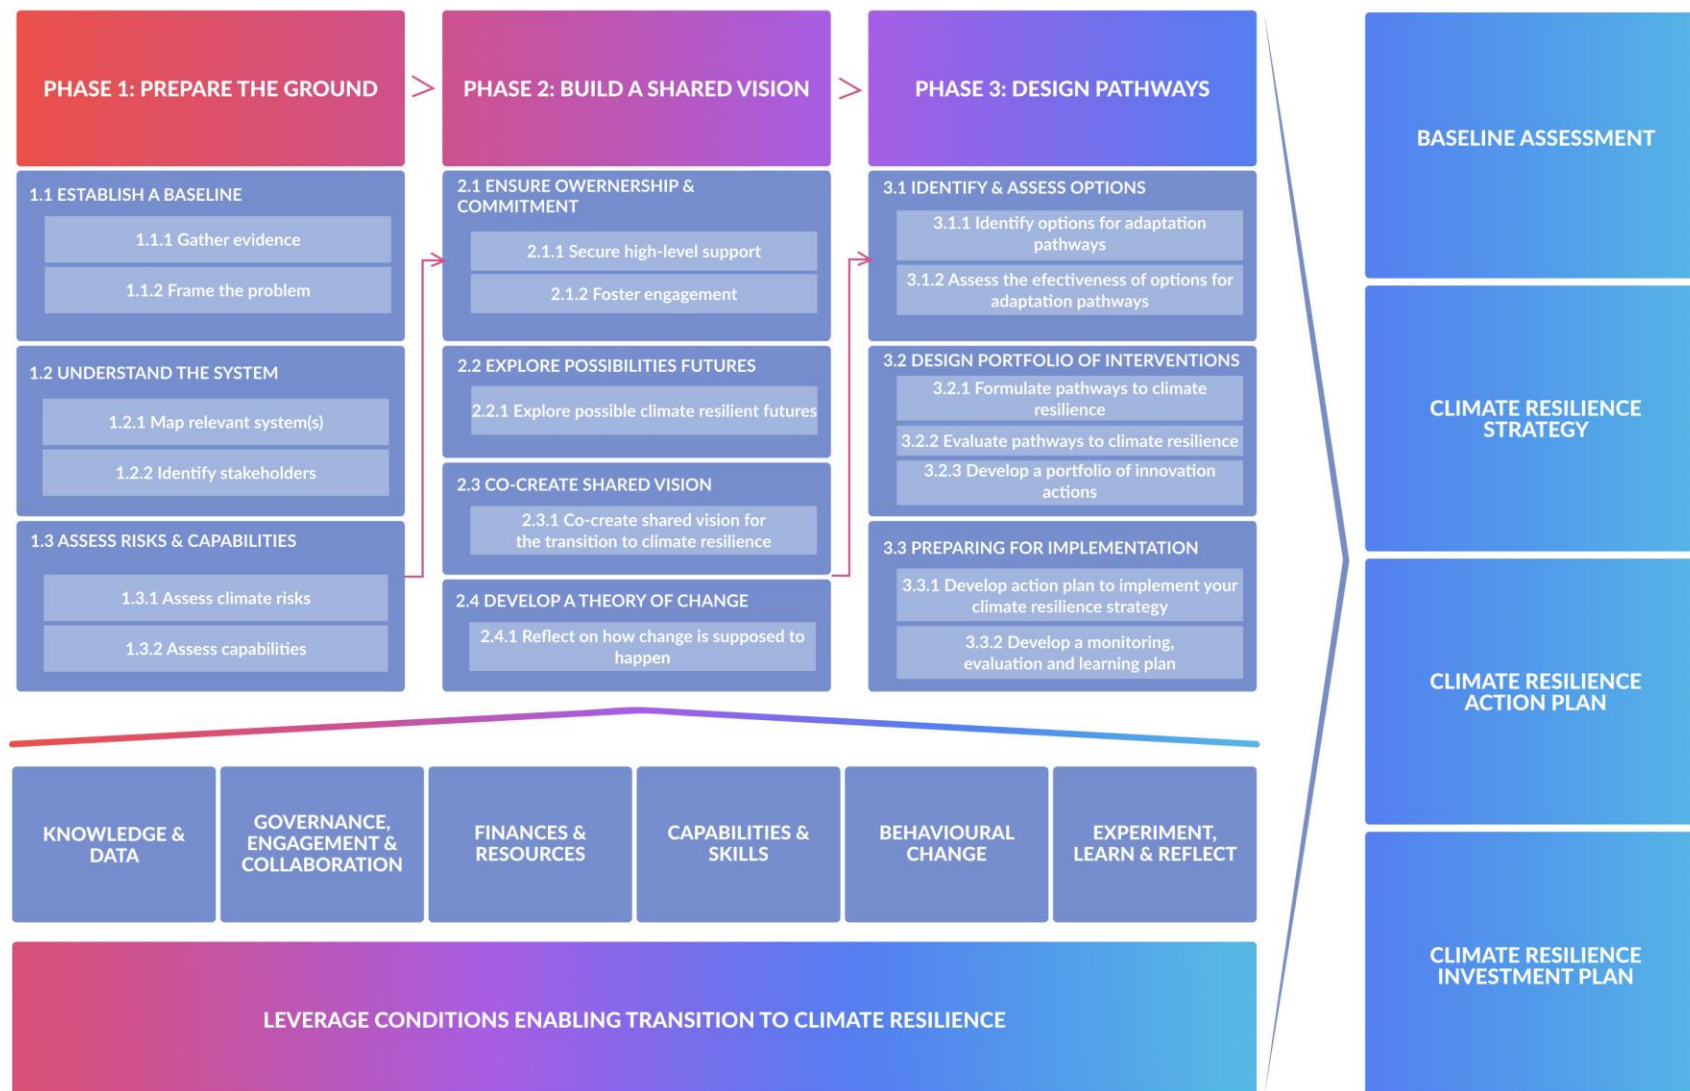 PHASE 1: PREPARE THE GROUND
>
PHASE 2: BUILD A SHARED VISION
>
PHASE 3: DESIGN PATHWAYS
1.1 ESTABLISH A BASELINE
1.1.1 Gather evidence
1.1.2 Frame the problem
1.2 UNDERSTAND THE SYSTEM
1.2.1 Map relevant system(s)
1.2.2 Identify stakeholders
1.3 ASSESS RISKS & CAPABILITIES
1.3.1 Assess climate risks
1.3.2 Assess capabilities
2.1 ENSURE OWERNERSHIP &
COMMITMENT
2.1.1 Secure high-level support
2.1.2 Foster engagement
2.2 EXPLORE POSSIBILITIES FUTURES
2.2.1 Explore possible climate resilient futures
2.3 CO-CREATE SHARED VISION
2.3.1 Co-create shared vision for
the transition to climate resilience
2.4 DEVELOP A THEORY OF CHANGE
2.4.1 Reflect on how change is supposed to
happen
3.1 IDENTIFY & ASSESS OPTIONS
3.1.1 Identify options for adaptation
pathways
3.1.2 Assess the efectiveness of options for
adaptation pathways
3.2 DESIGN PORTFOLIO OF INTERVENTIONS
3.2.1 Formulate pathways to climate
resilience
3.2.2 Evaluate pathways to climate resilience
3.2.3 Develop a portfolio of innovation
actions
3.3 PREPARING FOR IMPLEMENTATION
3.3.1 Develop action plan to implement your
climate resilience strategy
3.3.2 Develop a monitoring,
evaluation and learning plan
KNOWLEDGE &
DATA
GOVERNANCE,
ENGAGEMENT &
COLLABORATION
FINANCES &
RESOURCES
CAPABILITIES &
SKILLS
BEHAVIOURAL
CHANGE
EXPERIMENT,
LEARN & REFLECT
LEVERAGE CONDITIONS ENABLING TRANSITION TO CLIMATE RESILIENCE
BASELINE ASSESSMENT
CLIMATE RESILIENCE
STRATEGY
CLIMATE RESILIENCE
ACTION PLAN
CLIMATE RESILIENCE
INVESTMENT PLAN